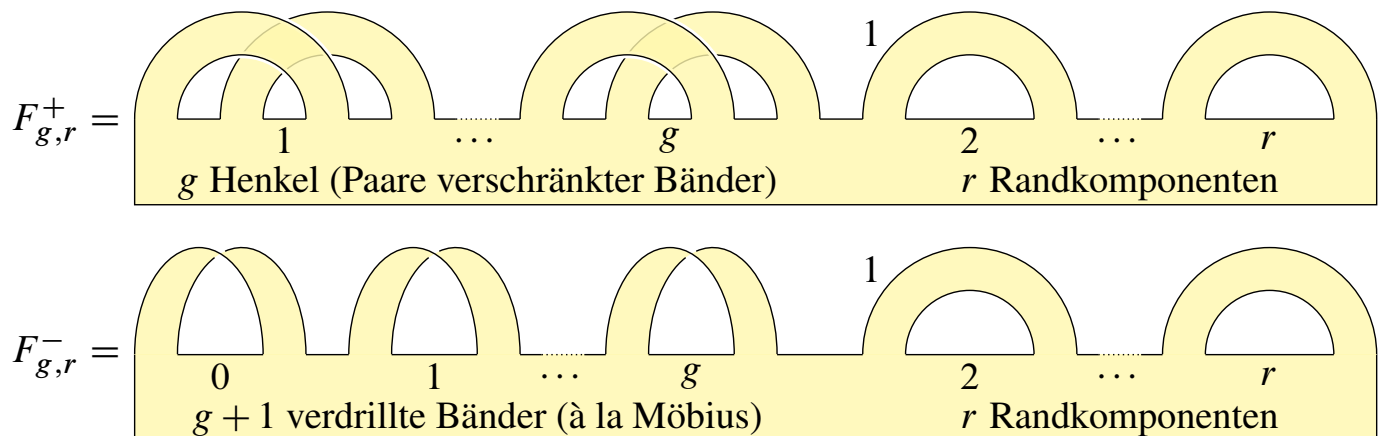 1
F⁺g,r =
1 ... g 2 ... r
g Henkel (Paare verschränkter Bänder) r Randkomponenten
1
F⁻g,r =
0 1 ... g 2 ... r
g + 1 verdrillte Bänder (à la Möbius) r Randkomponenten